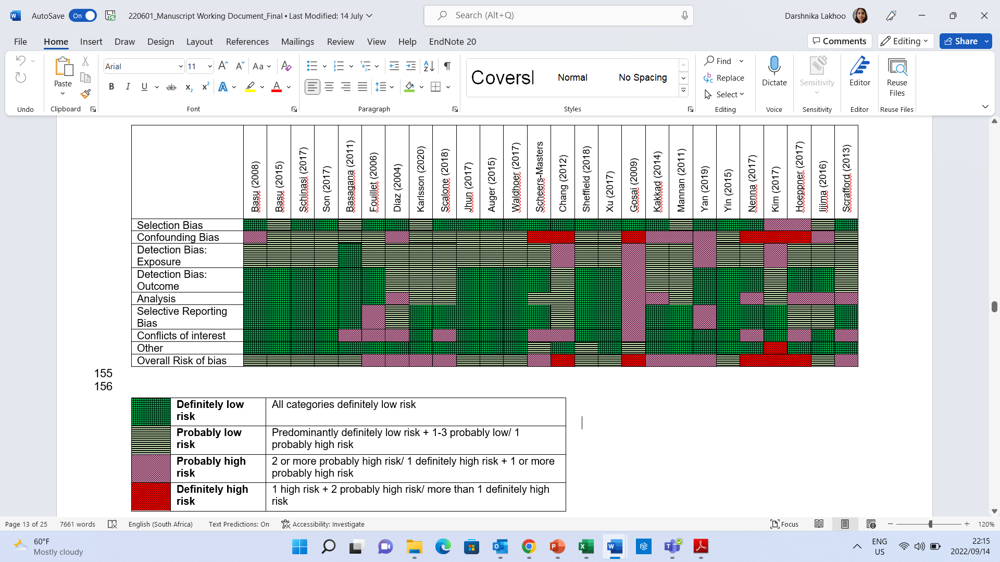 AutoSave On 220601_Manuscript Working Document_Final • Last Modified: 14 July
Search (Alt+Q)
Darshnika Lakhoo
File Home Insert Draw Design Layout References Mailings Review View Help EndNote 20
Comments Editing Share
Paste
Arial 11
Aa
B I U ab x₂ x² A A
Covers
Normal
No Spacing
Find
Replace
Select
Dictate
Sensitivity
Editor
Reuse
Files
Undo Clipboard Font Paragraph Styles Editing Voice Sensitivity Editor Reuse Files
Basu (2008)
Basu (2015)
Schinasi (2017)
Son (2017)
Basagana (2011)
Fouillet (2006)
Diaz (2004)
Karlsson (2020)
Scalone (2018)
Jhun (2017)
Auger (2015)
Waldhoer (2017)
Scheers-Masters
Chang (2012)
Sheffield (2018)
Xu (2017)
Gosai (2009)
Kakkad (2014)
Mannan (2011)
Yan (2019)
Yin (2015)
Nenna (2017)
Kim (2017)
Hoeppner (2017)
Iijima (2016)
Scrafford (2013)
Selection Bias
Confounding Bias
Detection Bias:
Exposure
Detection Bias:
Outcome
Analysis
Selective Reporting
Bias
Conflicts of interest
Other
Overall Risk of bias
155
156
Definitely low
risk
All categories definitely low risk
Probably low
risk
Predominantly definitely low risk + 1-3 probably low/ 1
probably high risk
Probably high
risk
2 or more probably high risk/ 1 definitely high risk + 1 or more
probably high risk
Definitely high
risk
1 high risk + 2 probably high risk/ more than 1 definitely high
risk
Page 13 of 25 7661 words English (South Africa) Text Predictions: On Accessibility: Investigate
Focus 120%
60°F
Mostly cloudy
ENG
US
22:15
2022/09/14